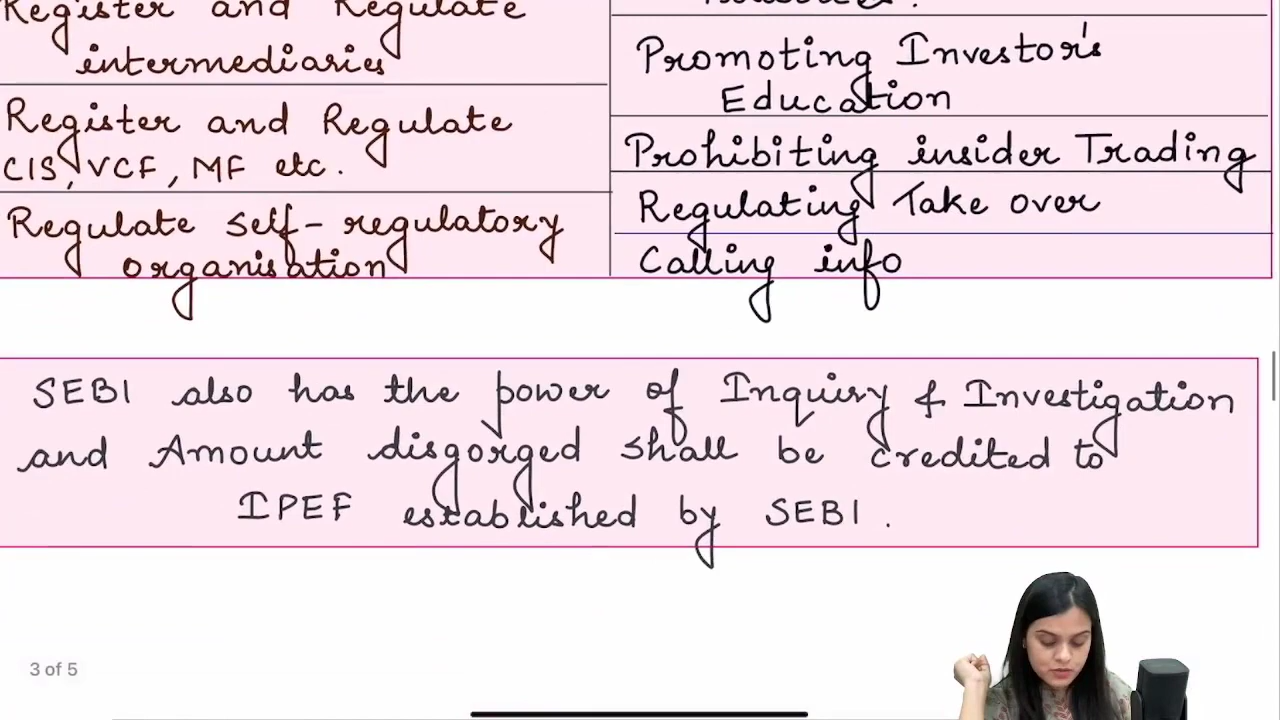 Register and Regulate
intermediaries
Register and Regulate
CIS, VCF, MF etc.
Regulate self-regulatory
organisation
Promoting Investor's
Education
Prohibiting insider Trading
Regulating Take over
Calling info
SEBI also has the power of Inquiry & Investigation
and Amount disgorged shall be credited to
IPEF established by SEBI.
3 of 5